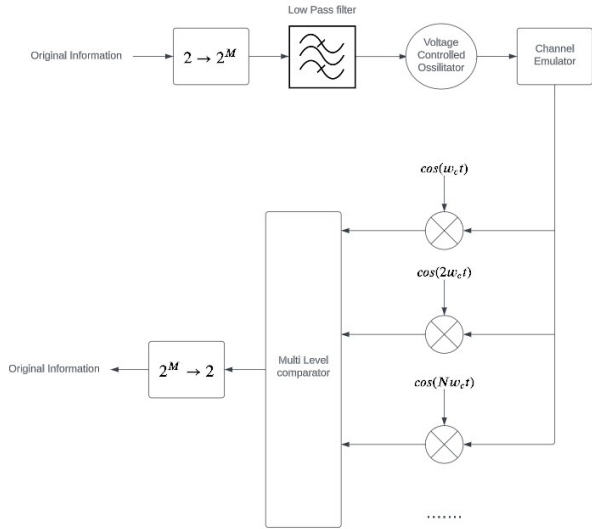 Low Pass filter
Original Information
2 → 2^M
Voltage
Controlled
Ossilitator
Channel
Emulator
cos(w_c t)
cos(2w_c t)
Original Information
2^M → 2
Multi Level
comparator
cos(Nw_c t)
.......